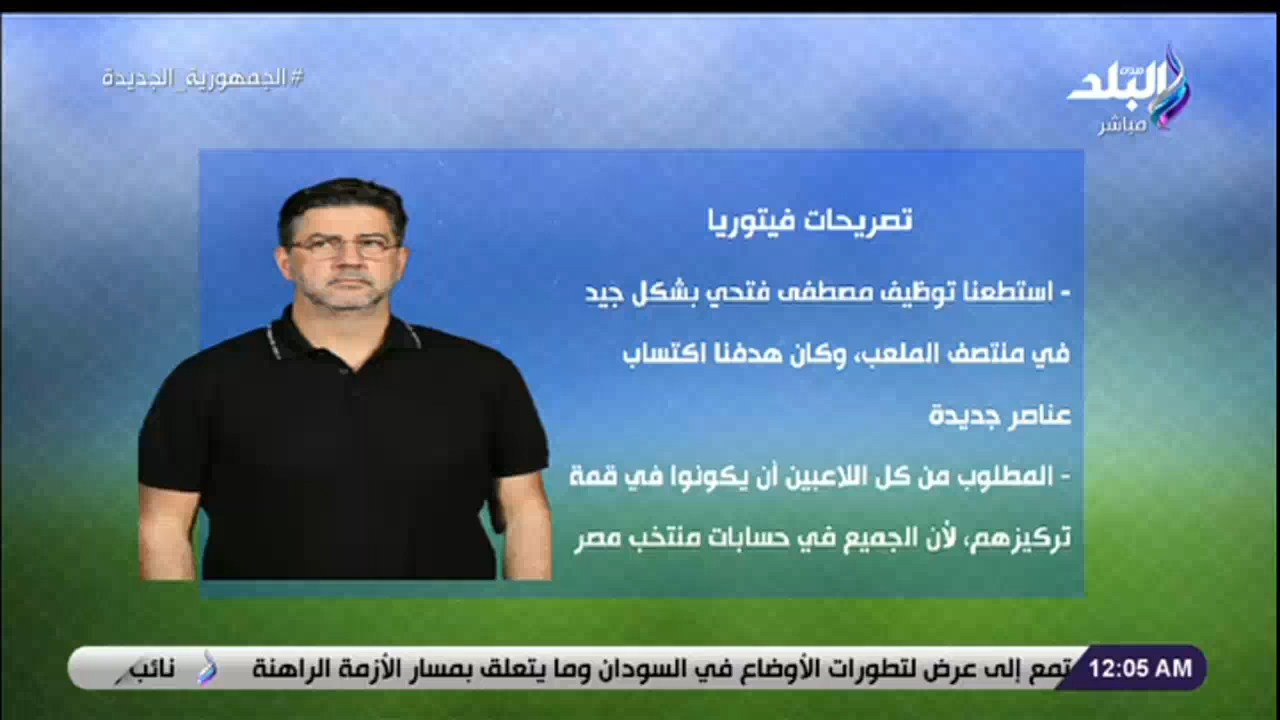 #الجمهورية_الجديدة
صدى
البلد
مباشر
تصريحات فيتوريا
- استطعنا توظيف مصطفى فتحي بشكل جيد
في منتصف الملعب، وكان هدفنا اكتساب
عناصر جديدة
- المطلوب من كل اللاعبين أن يكونوا في قمة
تركيزهم، لأن الجميع في حسابات منتخب مصر
12:05 AM
تمع إلى عرض لتطورات الأوضاع في السودان وما يتعلق بمسار الأزمة الراهنة نائب